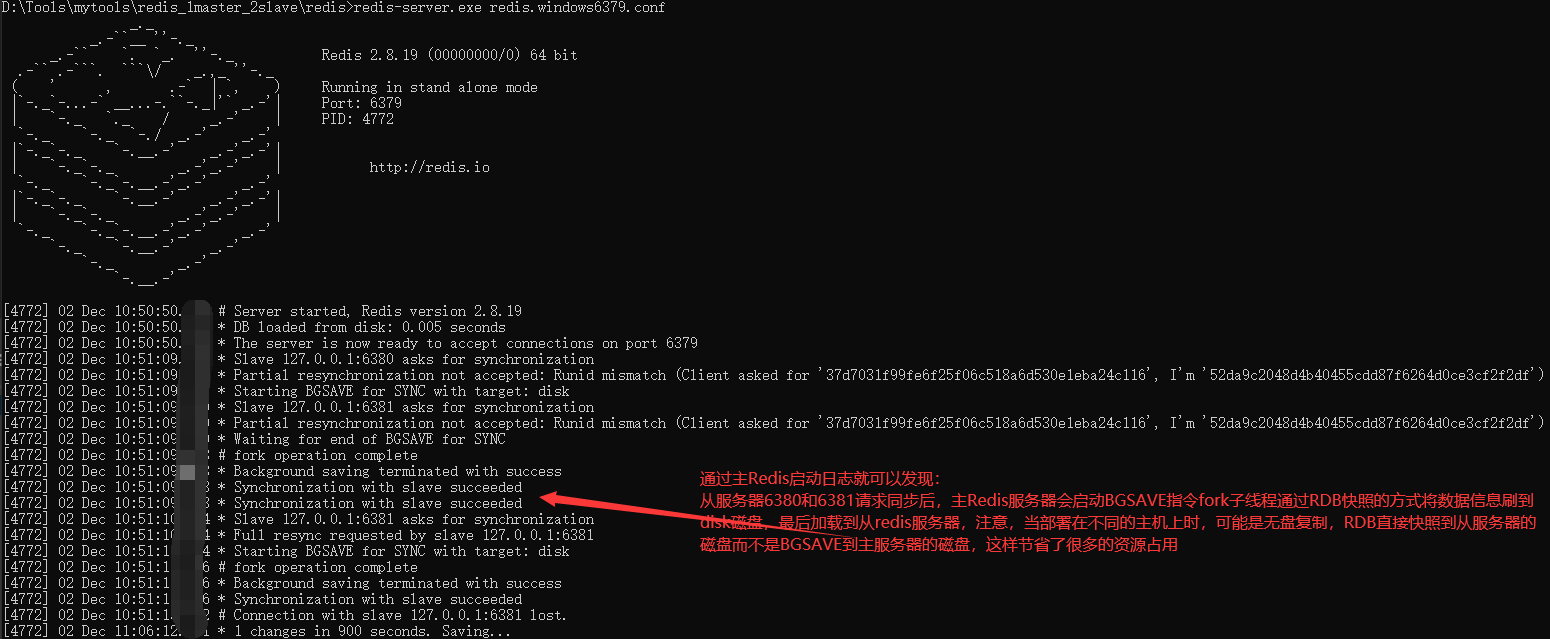 D:\Tools\mytools\redis_1master_2slave\redis>redis-server.exe redis.windows6379.conf
Redis 2.8.19 (00000000/0) 64 bit
Running in stand alone mode
Port: 6379
PID: 4772
http://redis.io
[4772] 02 Dec 10:50:50. # Server started, Redis version 2.8.19
[4772] 02 Dec 10:50:50. * DB loaded from disk: 0.005 seconds
[4772] 02 Dec 10:50:50. * The server is now ready to accept connections on port 6379
[4772] 02 Dec 10:51:09. * Slave 127.0.0.1:6380 asks for synchronization
[4772] 02 Dec 10:51:09 * Partial resynchronization not accepted: Runid mismatch (Client asked for '37d7031f99fe6f25f06c518a6d530e1eba24c116', I'm '52da9c2048d4b40455cdd87f6264d0ce3cf2f2df')
[4772] 02 Dec 10:51:09 * Starting BGSAVE for SYNC with target: disk
[4772] 02 Dec 10:51:09 * Slave 127.0.0.1:6381 asks for synchronization
[4772] 02 Dec 10:51:09 * Partial resynchronization not accepted: Runid mismatch (Client asked for '37d7031f99fe6f25f06c518a6d530e1eba24c116', I'm '52da9c2048d4b40455cdd87f6264d0ce3cf2f2df')
[4772] 02 Dec 10:51:09 * Waiting for end of BGSAVE for SYNC
[4772] 02 Dec 10:51:09 # fork operation complete
[4772] 02 Dec 10:51:09 * Background saving terminated with success
[4772] 02 Dec 10:51:09 3 * Synchronization with slave succeeded
[4772] 02 Dec 10:51:09 3 * Synchronization with slave succeeded
[4772] 02 Dec 10:51:10 4 * Slave 127.0.0.1:6381 asks for synchronization
[4772] 02 Dec 10:51:10 4 * Full resync requested by slave 127.0.0.1:6381
[4772] 02 Dec 10:51:1 4 * Starting BGSAVE for SYNC with target: disk
[4772] 02 Dec 10:51:1 6 # fork operation complete
[4772] 02 Dec 10:51:1 6 * Background saving terminated with success
[4772] 02 Dec 10:51:1 6 * Synchronization with slave succeeded
[4772] 02 Dec 10:51:1 2 # Connection with slave 127.0.0.1:6381 lost.
[4772] 02 Dec 11:06:12. 1 * 1 changes in 900 seconds. Saving...
通过主Redis启动日志就可以发现：
从服务器6380和6381请求同步后，主Redis服务器会启动BGSAVE指令fork子线程通过RDB快照的方式将数据信息刷到
disk磁盘，最后加载到从redis服务器，注意，当部署在不同的主机上时，可能是无盘复制，RDB直接快照到从服务器的
磁盘而不是BGSAVE到主服务器的磁盘，这样节省了很多的资源占用